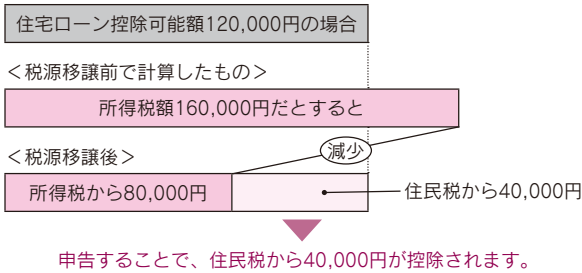 住宅ローン控除可能額120,000円の場合
＜税源移譲前で計算したもの＞
所得税額160,000円だとすると
減少
＜税源移譲後＞
所得税から80,000円
住民税から40,000円
申告することで、住民税から40,000円が控除されます。